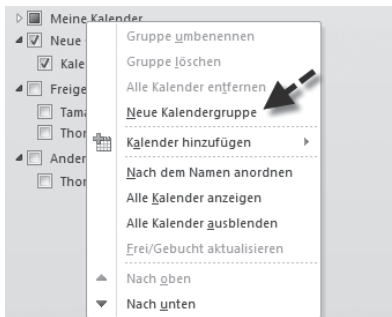 Meine Kalender
Neue
Kale
Freige
Tama
Thor
Ander
Thor
Gruppe umbenennen
Gruppe löschen
Alle Kalender entfernen
Neue Kalendergruppe
Kalender hinzufügen
Nach dem Namen anordnen
Alle Kalender anzeigen
Alle Kalender ausblenden
Frei/Gebucht aktualisieren
Nach oben
Nach unten